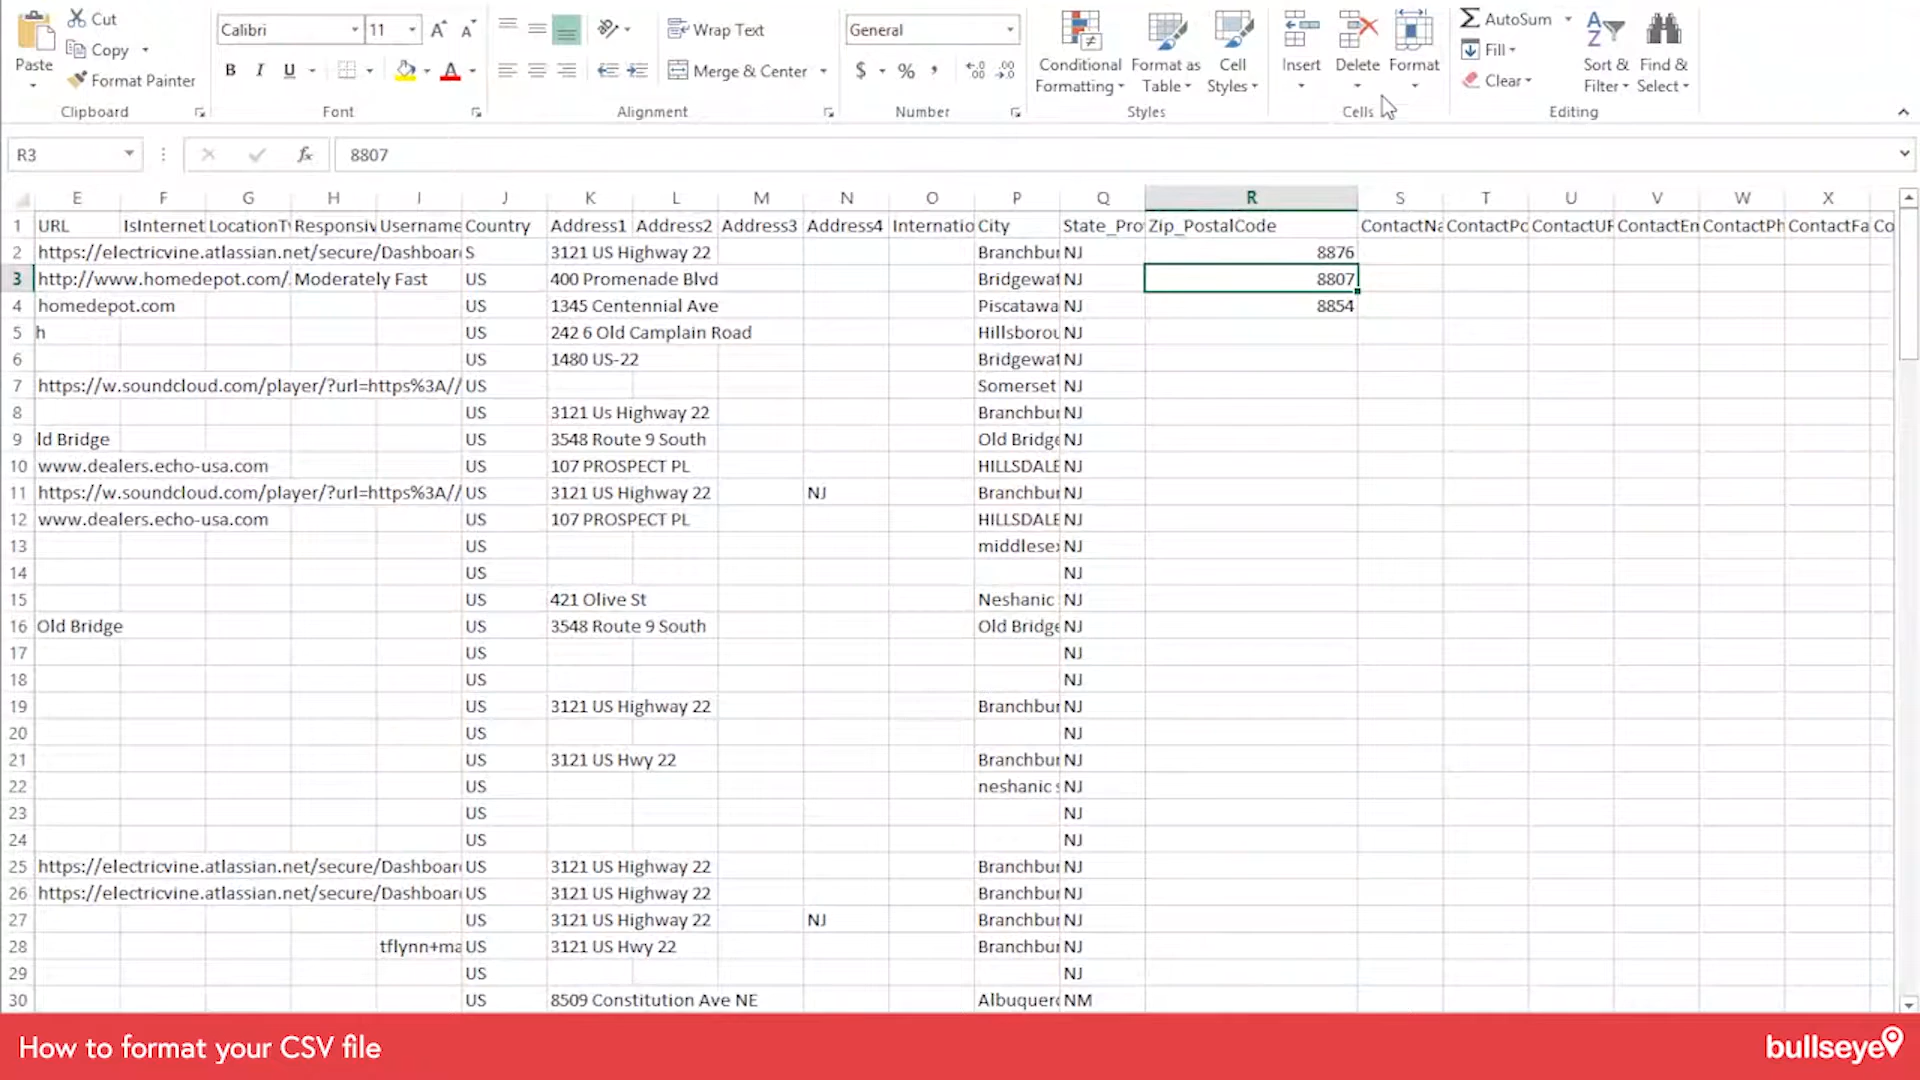 Cut
Copy
Format Painter
Paste
Clipboard
Calibri 11 A A
B I U A
Font
Wrap Text
Merge & Center
Alignment
General
$ % , .0 .00 .00 .0
Number
Conditional Formatting
Format as Table
Cell Styles
Styles
Insert Delete Format
Cells
AutoSum
Fill
Clear
Sort & Filter
Find & Select
Editing
R3 fx 8807
E F G H I J K L M N O P Q R S T U V W X
1 URL IsInternet LocationTy Responsiv Username Country Address1 Address2 Address3 Address4 Internatio City State_Pro Zip_PostalCode ContactNa ContactPo ContactUR ContactEm ContactPh ContactFa Co
2 https://electricvine.atlassian.net/secure/Dashboar S 3121 US Highway 22 Branchbur NJ 8876
3 http://www.homedepot.com/. Moderately Fast US 400 Promenade Blvd Bridgewat NJ 8807
4 homedepot.com US 1345 Centennial Ave Piscatawa NJ 8854
5 h US 242 6 Old Camplain Road Hillsborou NJ
6 US 1480 US-22 Bridgewat NJ
7 https://w.soundcloud.com/player/?url=https%3A// US Somerset NJ
8 US 3121 Us Highway 22 Branchbur NJ
9 ld Bridge US 3548 Route 9 South Old Bridge NJ
10 www.dealers.echo-usa.com US 107 PROSPECT PL HILLSDALE NJ
11 https://w.soundcloud.com/player/?url=https%3A// US 3121 US Highway 22 NJ Branchbur NJ
12 www.dealers.echo-usa.com US 107 PROSPECT PL HILLSDALE NJ
13 US middlesex NJ
14 US NJ
15 US 421 Olive St Neshanic NJ
16 Old Bridge US 3548 Route 9 South Old Bridge NJ
17 US NJ
18 US NJ
19 US 3121 US Highway 22 Branchbur NJ
20 US NJ
21 US 3121 US Hwy 22 Branchbur NJ
22 US neshanic s NJ
23 US NJ
24 US NJ
25 https://electricvine.atlassian.net/secure/Dashboar US 3121 US Highway 22 Branchbur NJ
26 https://electricvine.atlassian.net/secure/Dashboar US 3121 US Highway 22 Branchbur NJ
27 US 3121 US Highway 22 NJ Branchbur NJ
28 tflynn+ma US 3121 US Hwy 22 Branchbur NJ
29 US NJ
30 US 8509 Constitution Ave NE Albuquerq NM
How to format your CSV file
bullseye